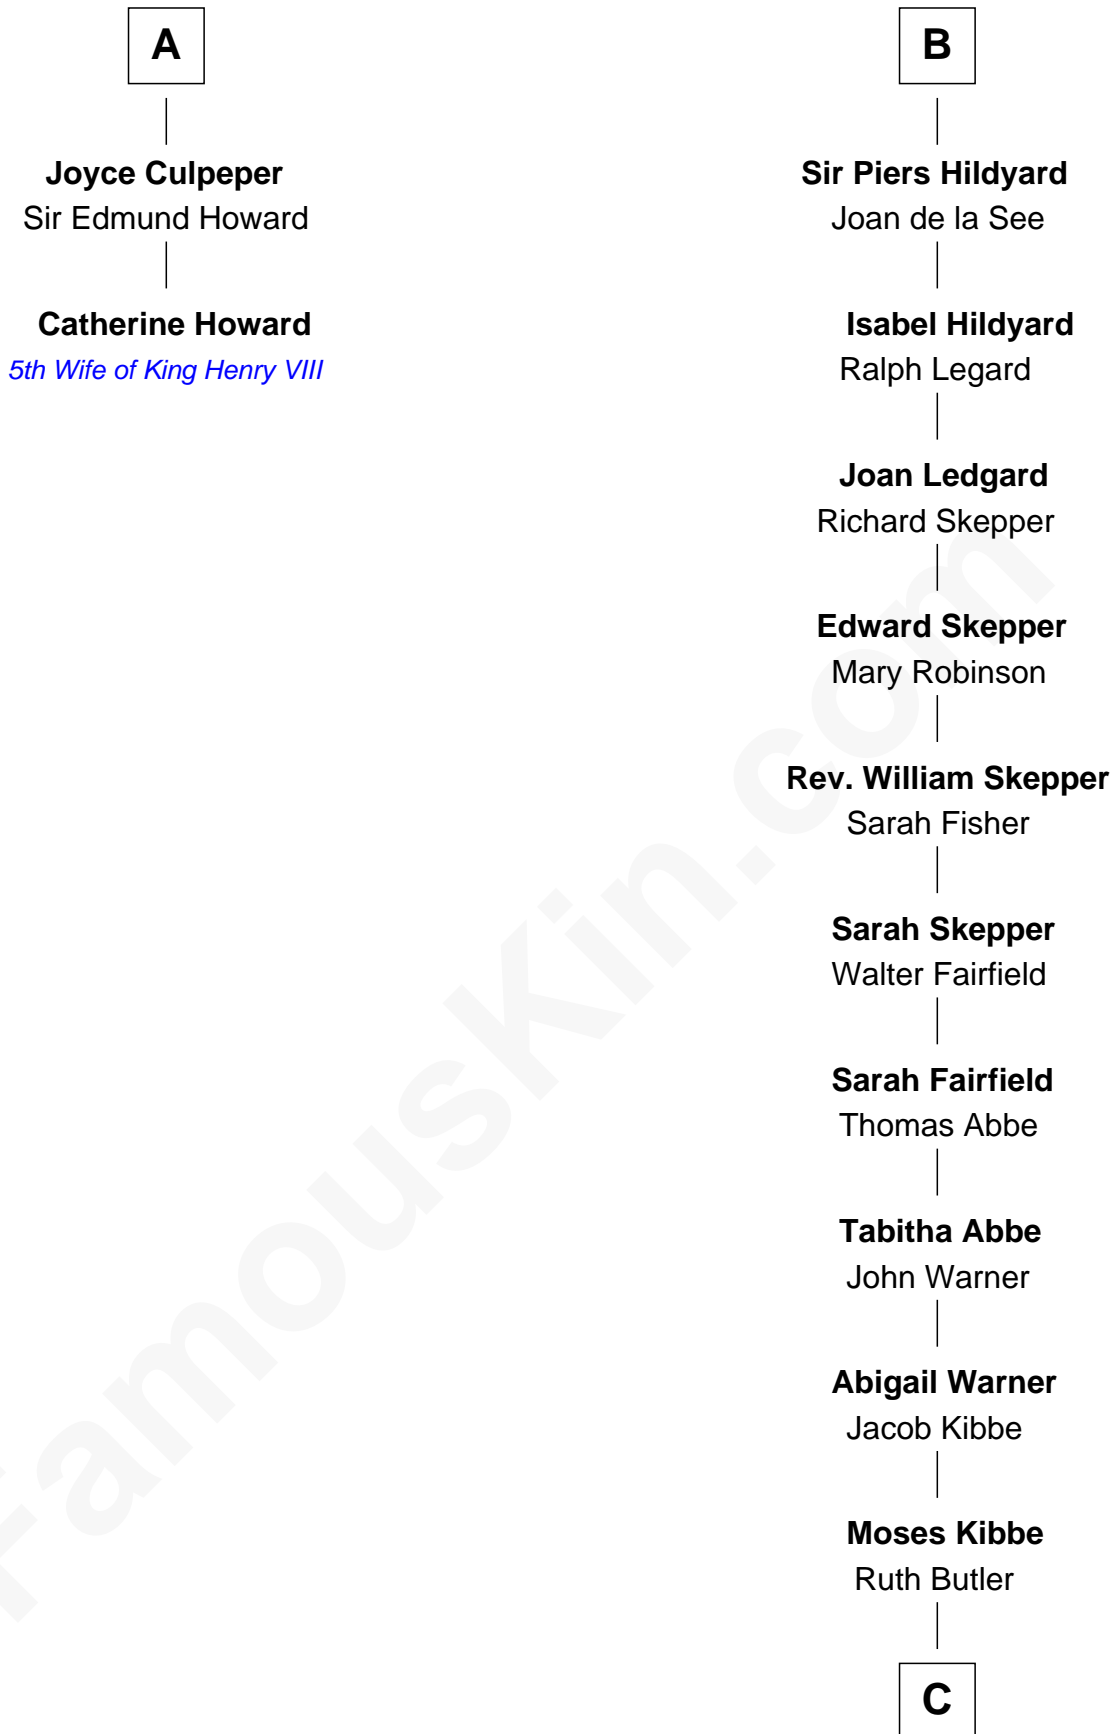 A
Joyce Culpeper
Sir Edmund Howard
Catherine Howard
5th Wife of King Henry VIII
B
Sir Piers Hildyard
Joan de la See
Isabel Hildyard
Ralph Legard
Joan Ledgard
Richard Skepper
Edward Skepper
Mary Robinson
Rev. William Skepper
Sarah Fisher
Sarah Skepper
Walter Fairfield
Sarah Fairfield
Thomas Abbe
Tabitha Abbe
John Warner
Abigail Warner
Jacob Kibbe
Moses Kibbe
Ruth Butler
C
FamousKin.com